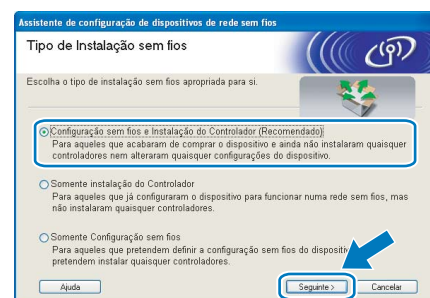 Assistente de configuração de dispositivos de rede sem fios
Tipo de Instalação sem fios
Escolha o tipo de instalação sem fios apropriada para si.
Configuração sem fios e Instalação do Controlador (Recomendado)
Para aqueles que acabaram de comprar o dispositivo e ainda não instalaram quaisquer
controladores nem alteraram quaisquer configurações do dispositivo.
Somente instalação do Controlador
Para aqueles que já configuraram o dispositivo para funcionar numa rede sem fios, mas
não instalaram quaisquer controladores.
Somente Configuração sem fios
Para aqueles que pretendem definir a configuração sem fios do
pretendem instalar quaisquer controladores.
Ajuda
Seguinte >
Cancelar